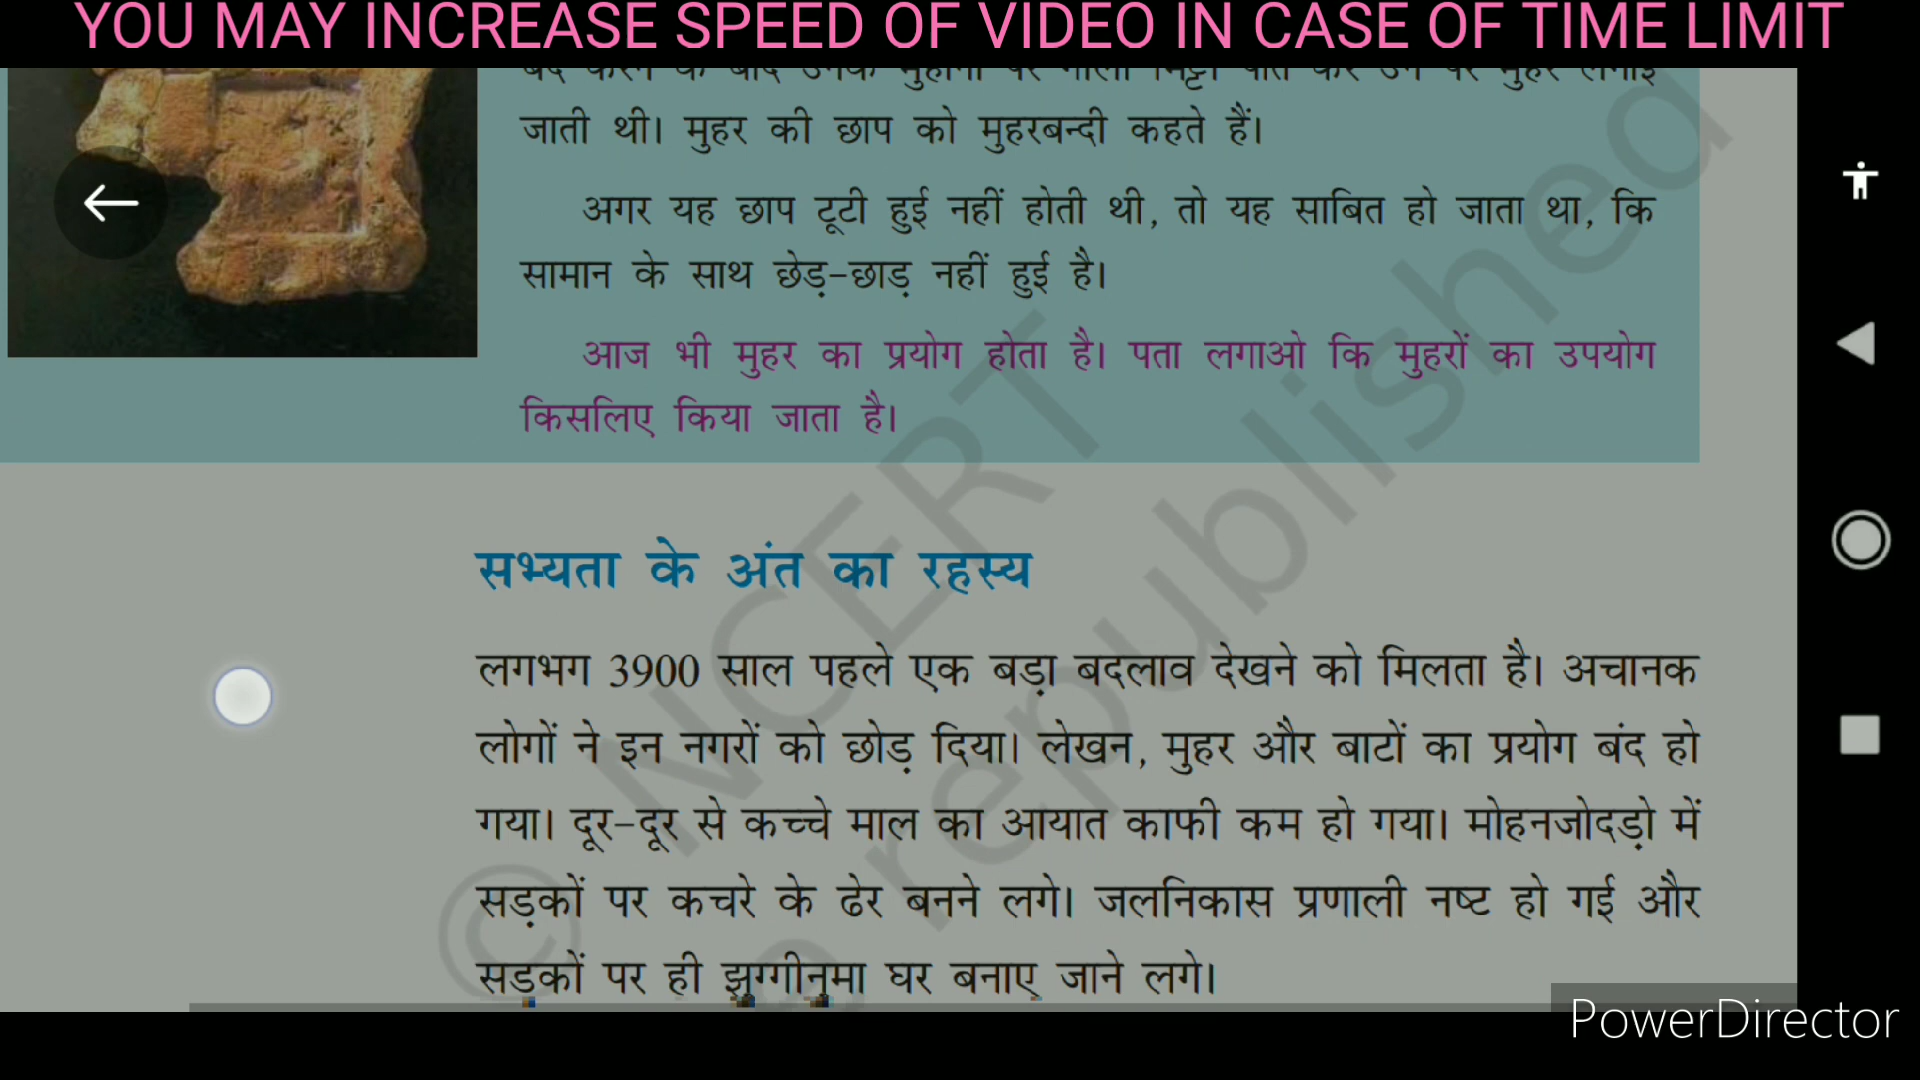 YOU MAY INCREASE SPEED OF VIDEO IN CASE OF TIME LIMIT
जाती थी। मुहर की छाप को मुहरबन्दी कहते हैं।
अगर यह छाप टूटी हुई नहीं होती थी, तो यह साबित हो जाता था, कि
सामान के साथ छेड़-छाड़ नहीं हुई है।
आज भी मुहर का प्रयोग होता है। पता लगाओ कि मुहरों का उपयोग
किसलिए किया जाता है।
सभ्यता के अंत का रहस्य
लगभग 3900 साल पहले एक बड़ा बदलाव देखने को मिलता है। अचानक
लोगों ने इन नगरों को छोड़ दिया। लेखन, मुहर और बाटों का प्रयोग बंद हो
गया। दूर-दूर से कच्चे माल का आयात काफी कम हो गया। मोहनजोदड़ो में
सड़कों पर कचरे के ढेर बनने लगे। जलनिकास प्रणाली नष्ट हो गई और
सड़कों पर ही झुग्गीनुमा घर बनाए जाने लगे।
© NCERT
republished
PowerDirector